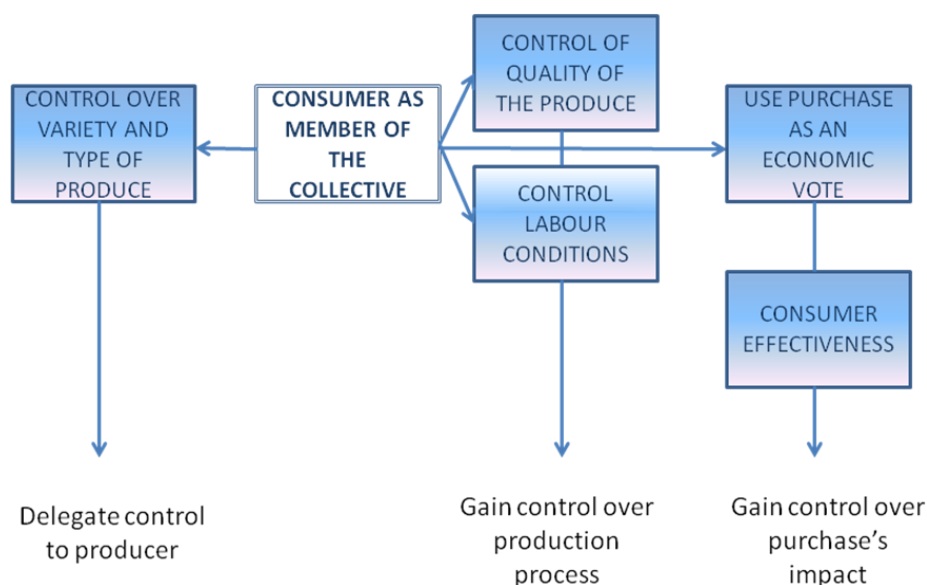 CONTROL OVER
VARIETY AND
TYPE OF
PRODUCE
CONSUMER AS
MEMBER OF
THE
COLLECTIVE
CONTROL OF
QUALITY OF
THE PRODUCE
CONTROL
LABOUR
CONDITIONS
USE PURCHASE
AS AN
ECONOMIC
VOTE
CONSUMER
EFFECTIVENESS
Delegate control
to producer
Gain control over
production
process
Gain control over
purchase's
impact